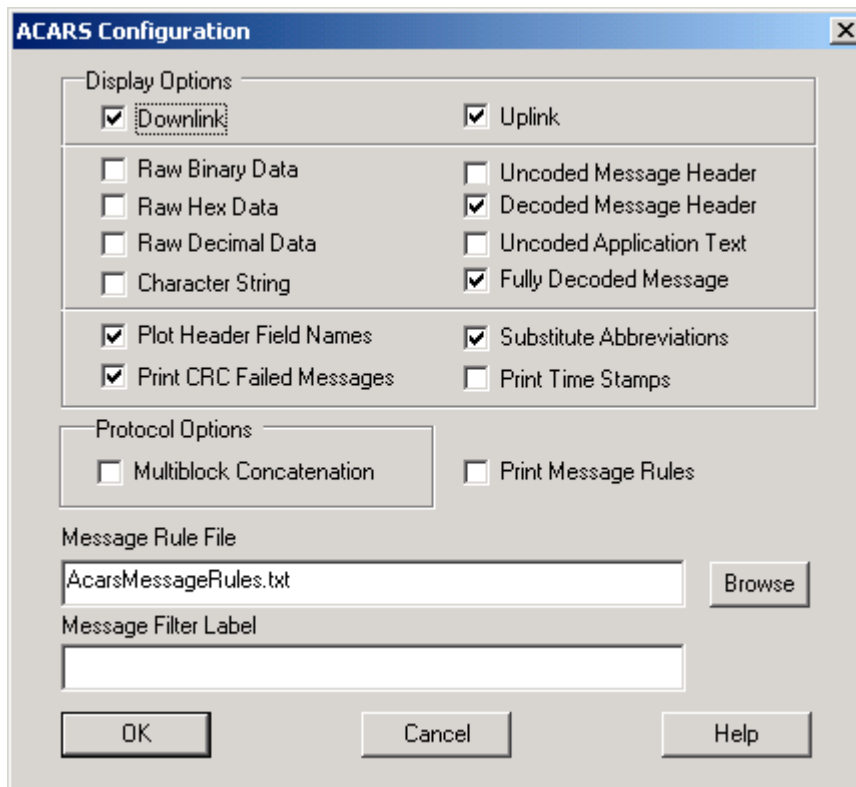 ACARS Configuration
Display Options
Downlink
Uplink
Raw Binary Data
Uncoded Message Header
Raw Hex Data
Decoded Message Header
Raw Decimal Data
Uncoded Application Text
Character String
Fully Decoded Message
Plot Header Field Names
Substitute Abbreviations
Print CRC Failed Messages
Print Time Stamps
Protocol Options
Multiblock Concatenation
Print Message Rules
Message Rule File
AcarsMessageRules.txt
Browse
Message Filter Label
OK
Cancel
Help